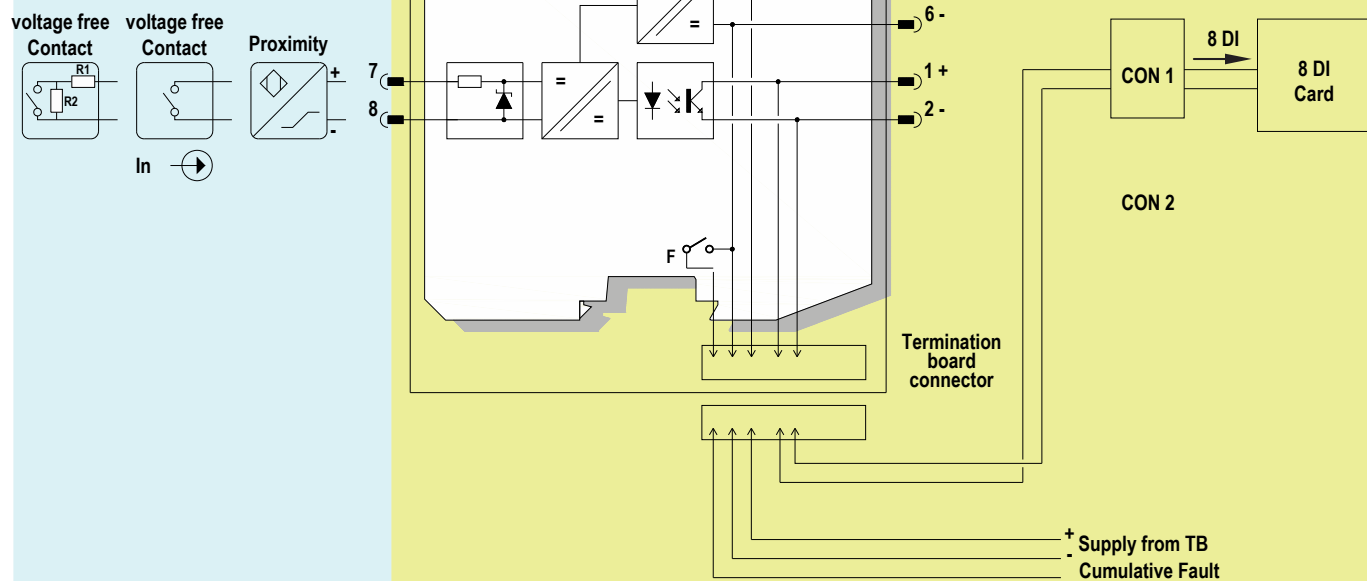 voltage free
Contact
voltage free
Contact
Proximity
R1
R2
+
-
In
7
8
=
=
=
6 -
1 +
2 -
F
CON 1
8 DI
8 DI
Card
CON 2
Termination
board
connector
+
Supply from TB
-
Cumulative Fault